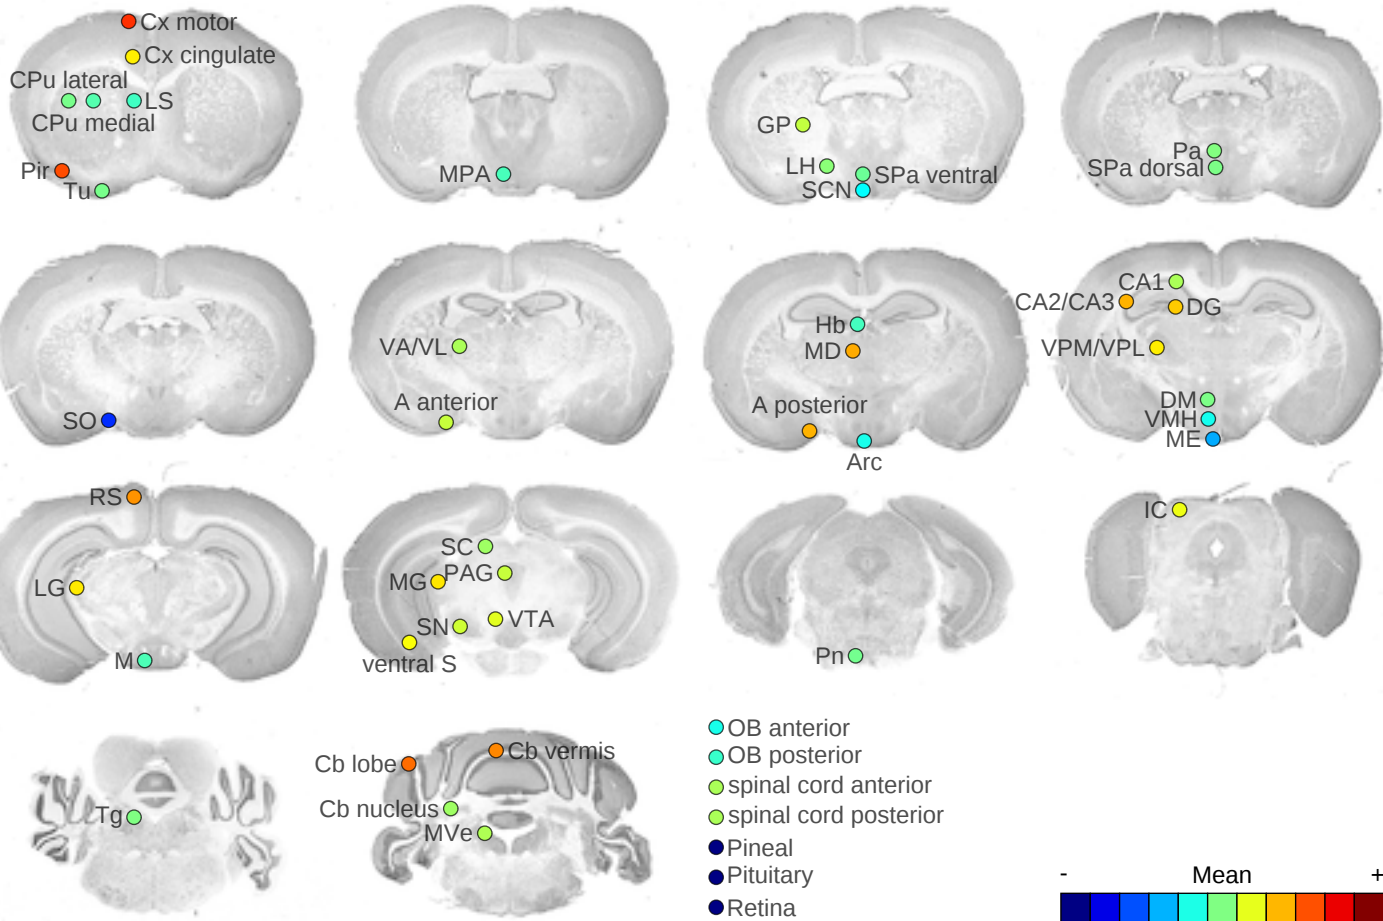 Cx motor
Cx cingulate
CPu lateral
LS
CPu medial
Pir
Tu
MPA
GP
LH
SPa ventral
SCN
Pa
SPa dorsal
SO
VA/VL
A anterior
Hb
MD
A posterior
Arc
CA1
CA2/CA3
DG
VPM/VPL
DM
VMH
ME
RS
LG
M
SC
PAG
MG
VTA
SN
ventral S
Pn
IC
Tg
Cb lobe
Cb vermis
Cb nucleus
MVe
OB anterior
OB posterior
spinal cord anterior
spinal cord posterior
Pineal
Pituitary
Retina
- Mean +